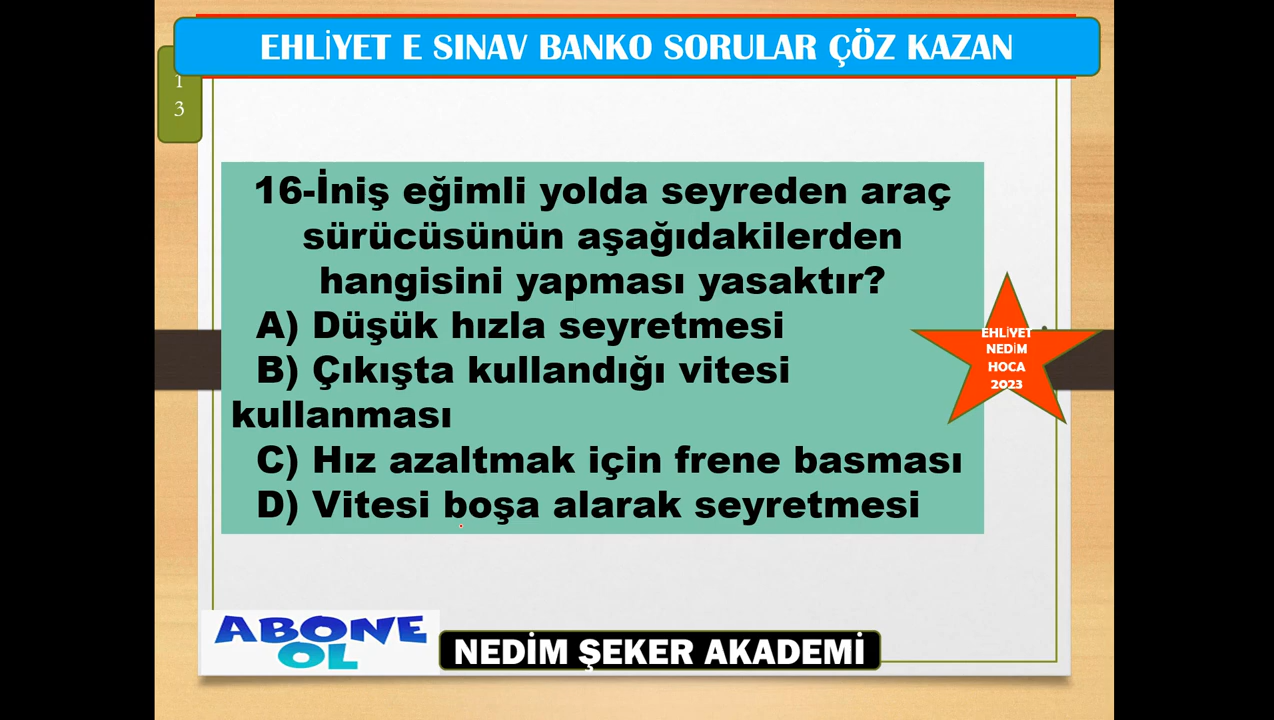 EHLİYET E SINAV BANKO SORULAR ÇÖZ KAZAN
1
3
16-İniş eğimli yolda seyreden araç
sürücüsünün aşağıdakilerden
hangisini yapması yasaktır?
A) Düşük hızla seyretmesi
B) Çıkışta kullandığı vitesi
kullanması
C) Hız azaltmak için frene basması
D) Vitesi boşa alarak seyretmesi
EHLİYET
NEDİM
HOCA
2023
ABONE
OL
NEDİM ŞEKER AKADEMİ